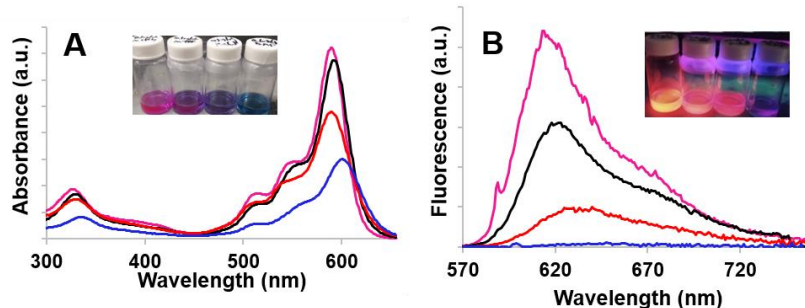 A
Absorbance (a.u.)
300 400 500 600
Wavelength (nm)
B
Fluorescence (a.u.)
570 620 670 720
Wavelength (nm)